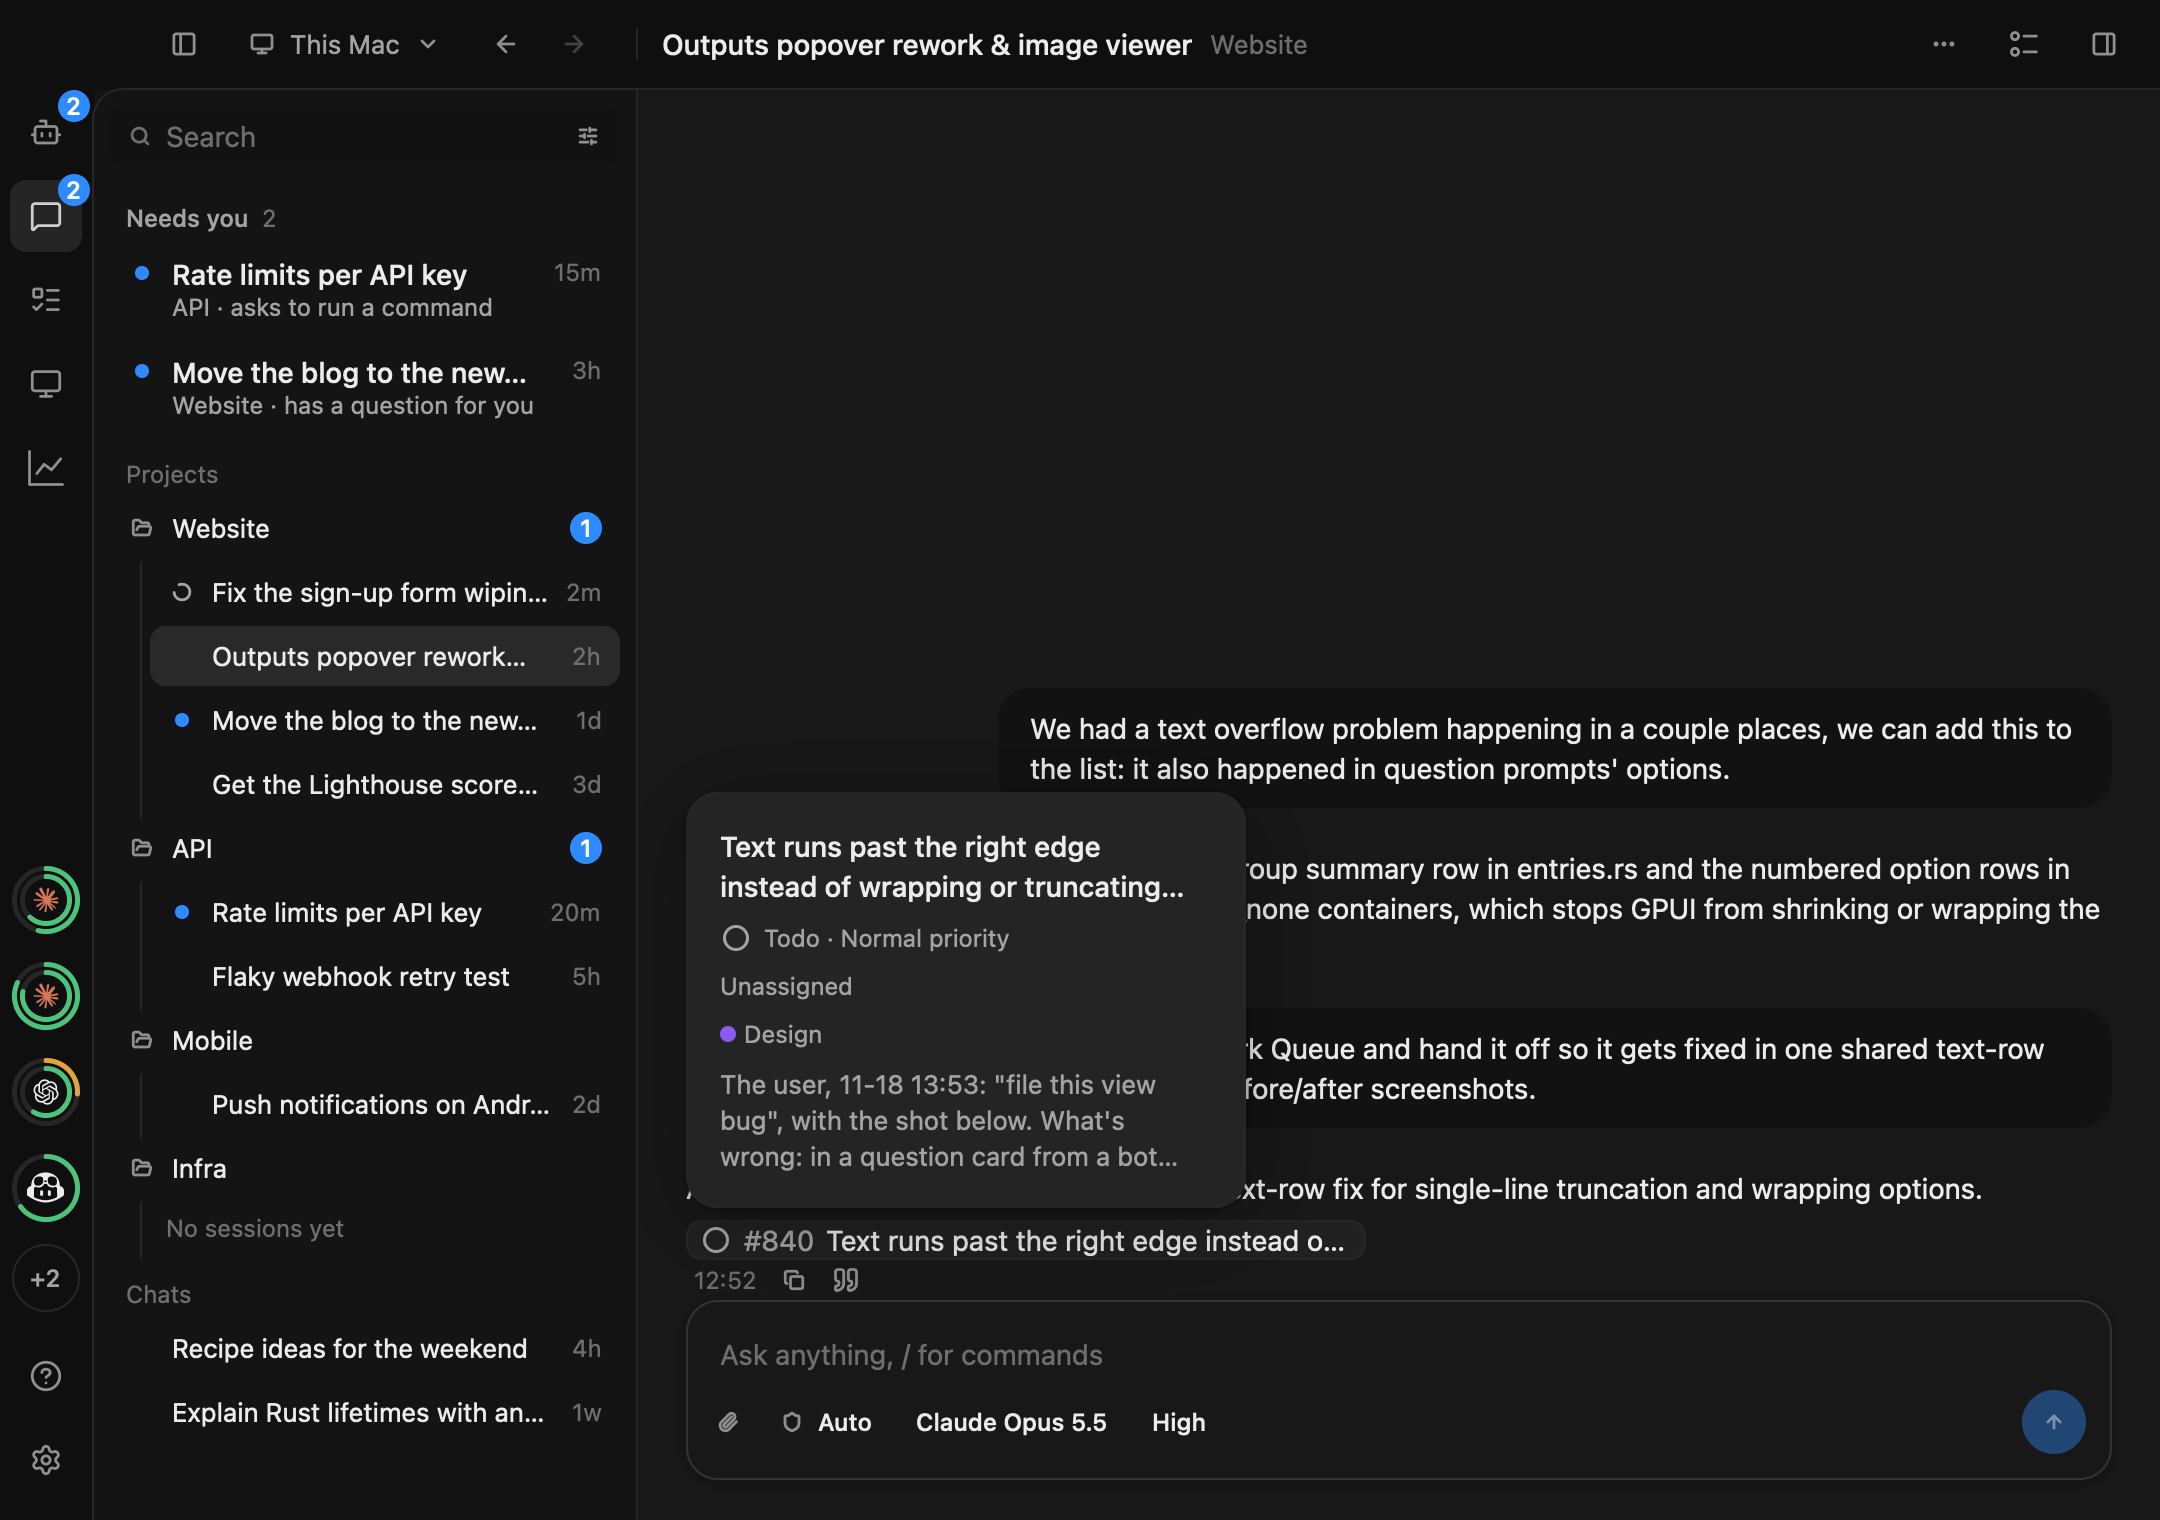 This Mac
Outputs popover rework & image viewer Website
2
2
Search
Needs you 2
Rate limits per API key 15m
API · asks to run a command
Move the blog to the new... 3h
Website · has a question for you
Projects
Website 1
Fix the sign-up form wipin... 2m
Outputs popover rework... 2h
Move the blog to the new... 1d
Get the Lighthouse score... 3d
API 1
Rate limits per API key 20m
Flaky webhook retry test 5h
Mobile
Push notifications on Andr... 2d
Infra
No sessions yet
Chats
Recipe ideas for the weekend 4h
Explain Rust lifetimes with an... 1w
+2
We had a text overflow problem happening in a couple places, we can add this to
the list: it also happened in question prompts' options.
summary row in entries.rs and the numbered option rows in
containers, which stops GPUI from shrinking or wrapping the
Queue and hand it off so it gets fixed in one shared text-row
screenshots.
fix for single-line truncation and wrapping options.
Text runs past the right edge
instead of wrapping or truncating...
Todo · Normal priority
Unassigned
Design
The user, 11-18 13:53: "file this view
bug", with the shot below. What's
wrong: in a question card from a bot...
#840 Text runs past the right edge instead o...
12:52
Ask anything, / for commands
Auto Claude Opus 5.5 High